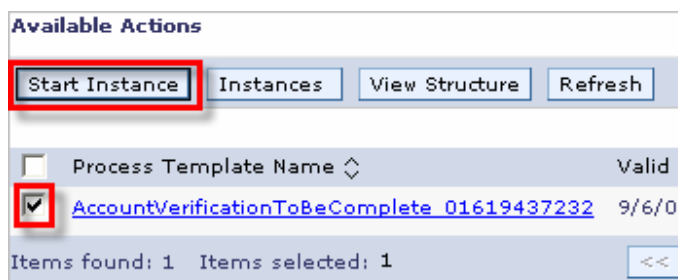 Available Actions
Start Instance Instances View Structure Refresh
Process Template Name Valid
AccountVerificationToBeComplete_01619437232 9/6/0
Items found: 1 Items selected: 1 <<